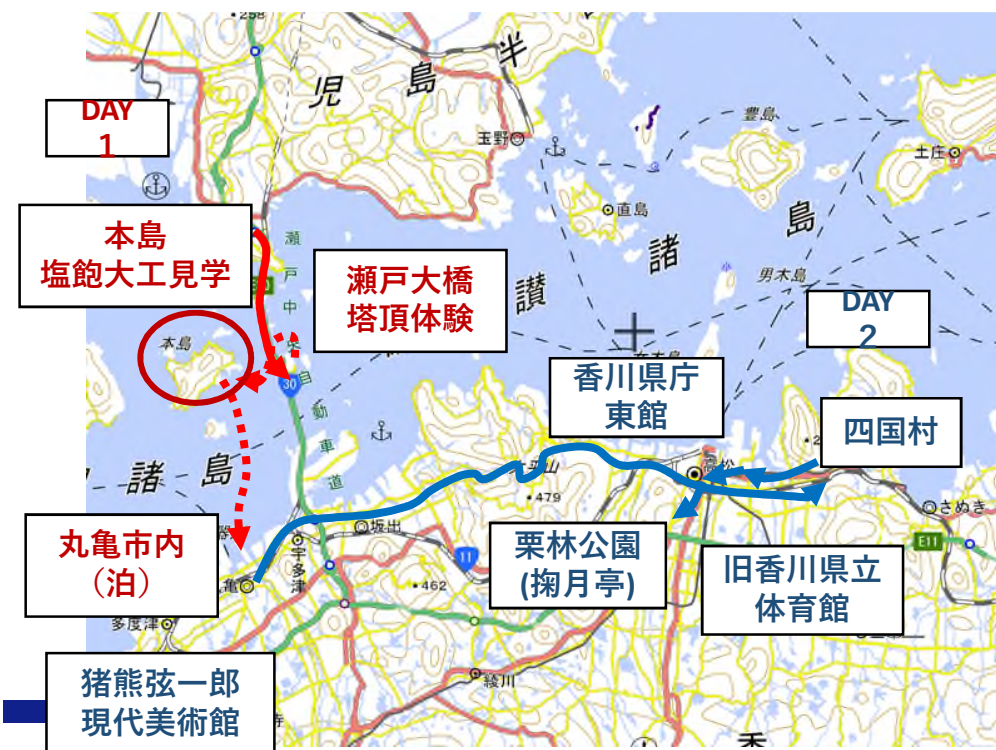 ・258
児島半
DAY
1
玉野
豊島
土庄
本島
塩飽大工見学
直島
瀬戸中央自動車道
瀬戸大橋
塔頂体験
讃諸島
男木島
DAY
2
本島
30
香川県庁
東館
四国村
諸島
大平山
高松
・479
さぬき
丸亀市内
（泊）
坂出
宇多津
11
栗林公園
(掬月亭)
旧香川県立
体育館
E11
亀
・462
多度津
猪熊弦一郎
現代美術館
綾川
香